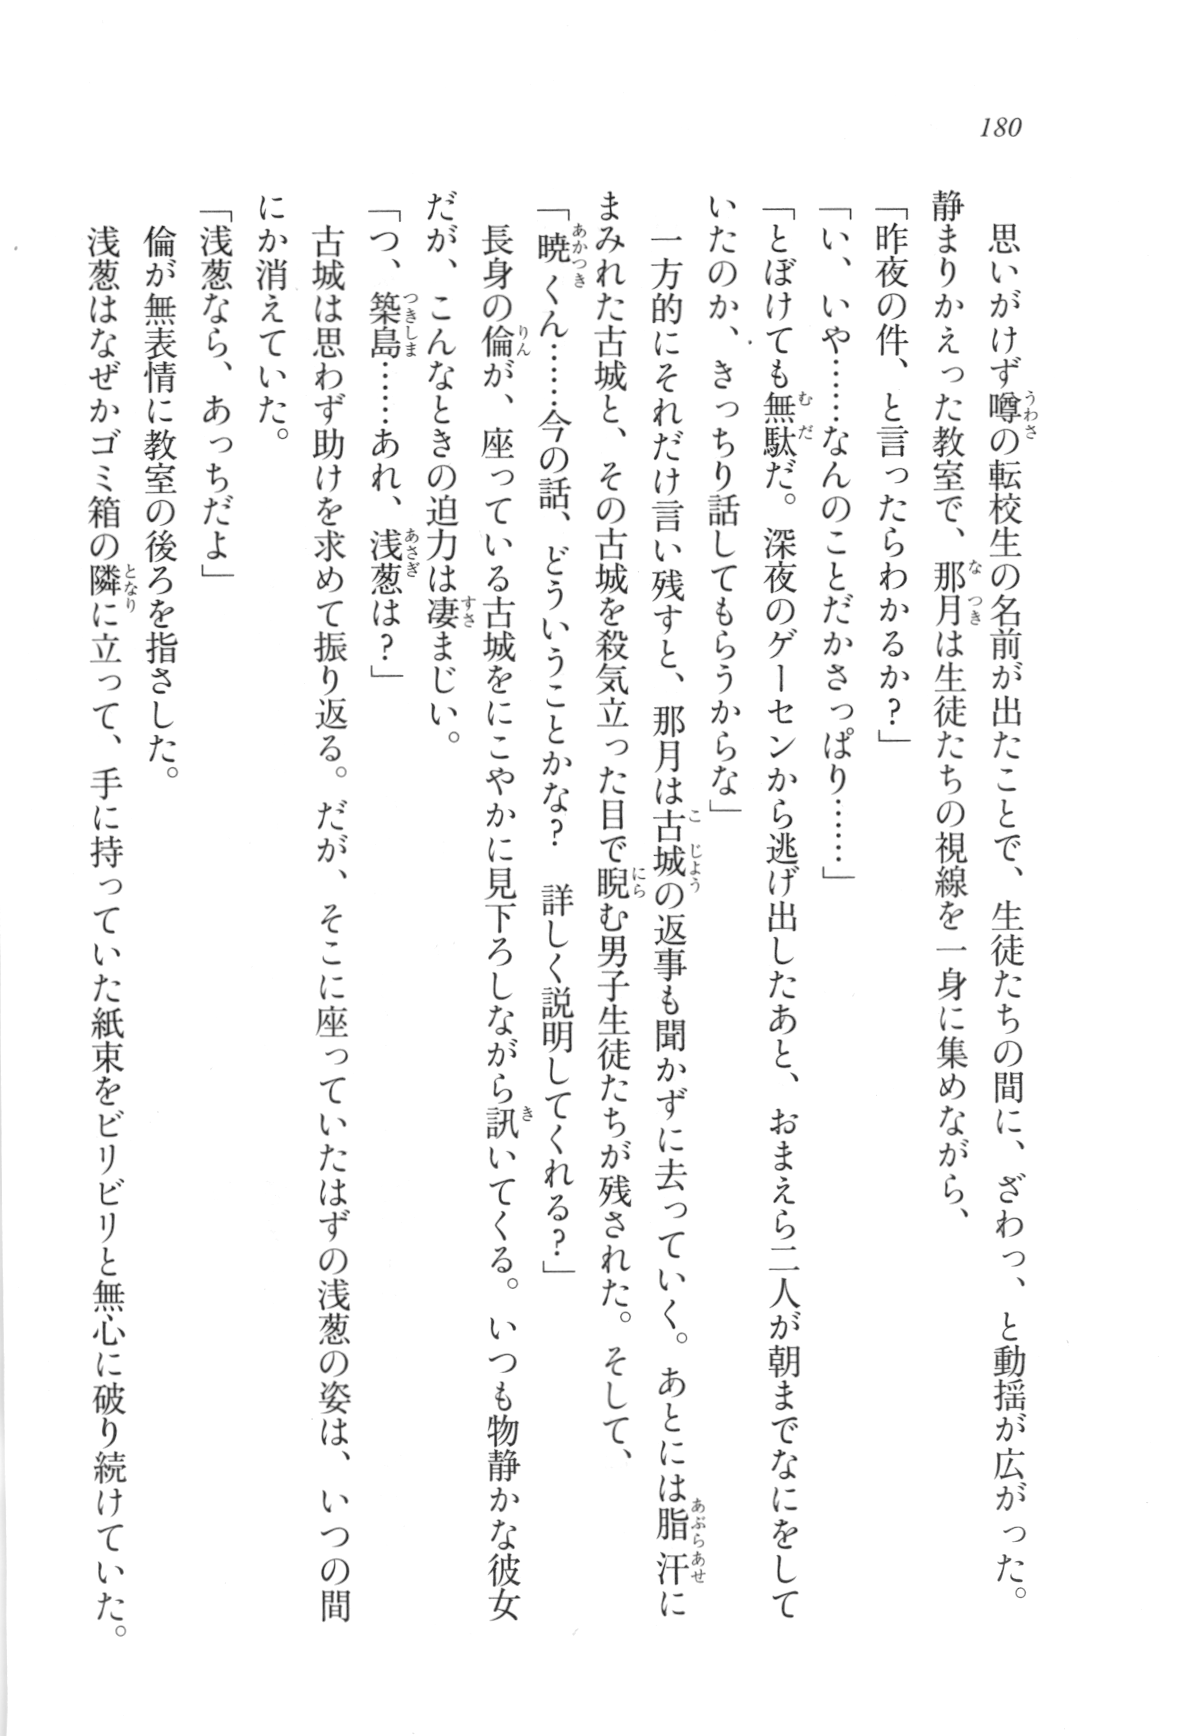 180
思いがけず噂の転校生の名前が出たことで、生徒たちの間に、ざわっ、と動揺が広がった。
静まりかえった教室で、那月は生徒たちの視線を一身に集めながら、
「昨夜の件、と言ったらわかるか?」
「い、いや……なんのことだかさっぱり……」
「とぼけても無駄だ。深夜のゲーセンから逃げ出したあと、おまえら二人が朝までなにをして
いたのか、きっちり話してもらうからな」
一方的にそれだけ言い残すと、那月は古城の返事も聞かずに去っていく。あとには脂汗に
まみれた古城と、その古城を殺気立った目で睨む男子生徒たちが残された。そして、
「暁くん……今の話、どういうことかな?　詳しく説明してくれる?」
長身の倫が、座っている古城をにこやかに見下ろしながら訊いてくる。いつも物静かな彼女
だが、こんなときの迫力は凄まじい。
「つ、築島……あれ、浅葱は?」
古城は思わず助けを求めて振り返る。だが、そこに座っていたはずの浅葱の姿は、いつの間
にか消えていた。
「浅葱なら、あっちだよ」
倫が無表情に教室の後ろを指さした。
浅葱はなぜかゴミ箱の隣に立って、手に持っていた紙束をビリビリと無心に破り続けていた。